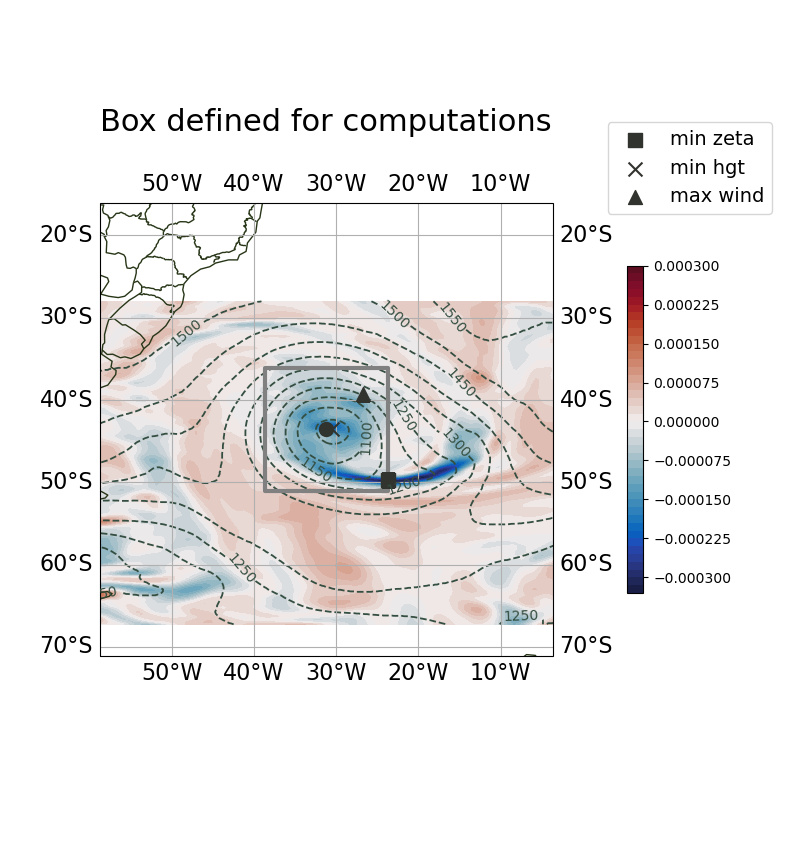 Box defined for computations
min zeta
min hgt
max wind
50°W 40°W 30°W 20°W 10°W
20°S 20°S
30°S 30°S
40°S 40°S
50°S 50°S
60°S 60°S
70°S 70°S
50°W 40°W 30°W 20°W 10°W
1500
1500
1550
1450
1250
1100
1300
1150
1200
1250
1250
0.000300
0.000225
0.000150
0.000075
0.000000
−0.000075
−0.000150
−0.000225
−0.000300